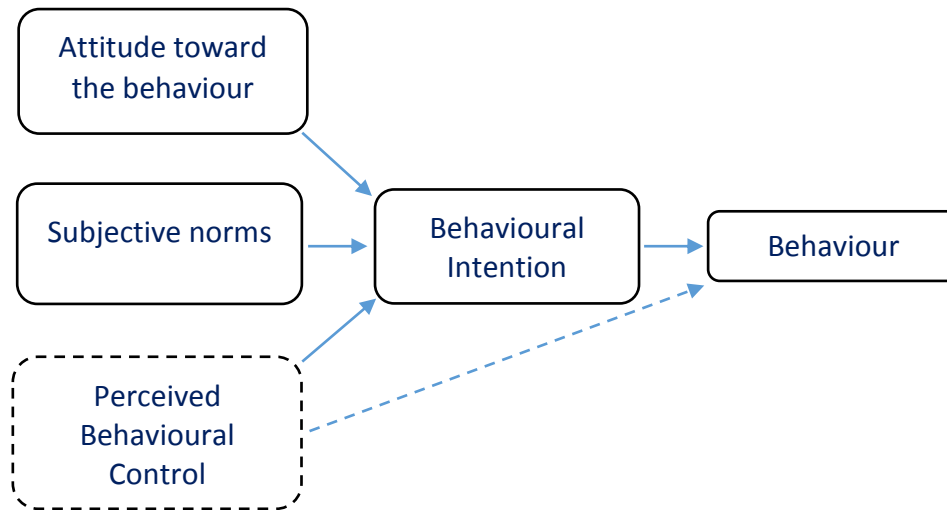 Attitude toward
the behaviour
Subjective norms
Behavioural
Intention
Behaviour
Perceived
Behavioural
Control